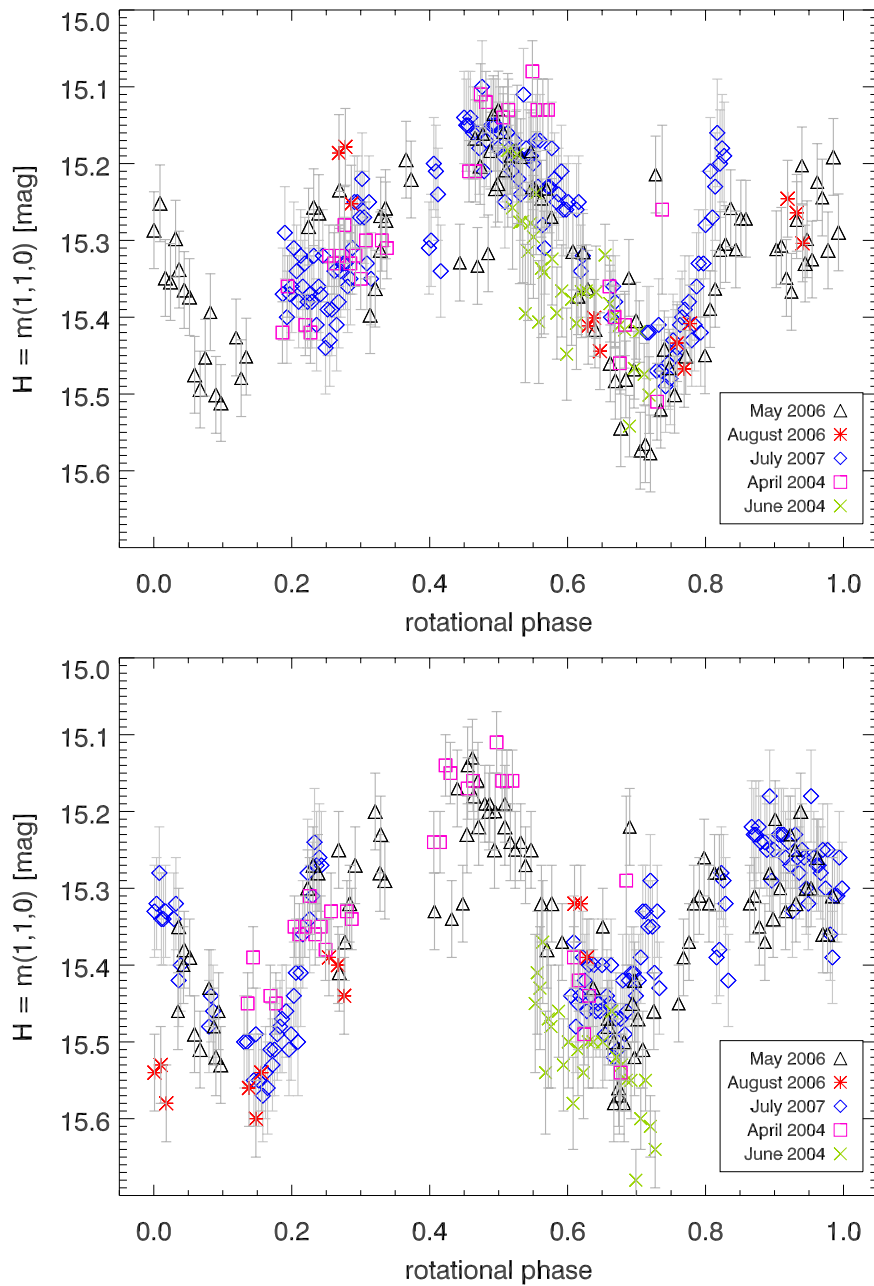 15.0
15.1
15.2
15.3
15.4
15.5
15.6
H = m(1,1,0) [mag]
May 2006
August 2006
July 2007
April 2004
June 2004
0.0 0.2 0.4 0.6 0.8 1.0
rotational phase
15.0
15.1
15.2
15.3
15.4
15.5
15.6
H = m(1,1,0) [mag]
May 2006
August 2006
July 2007
April 2004
June 2004
0.0 0.2 0.4 0.6 0.8 1.0
rotational phase